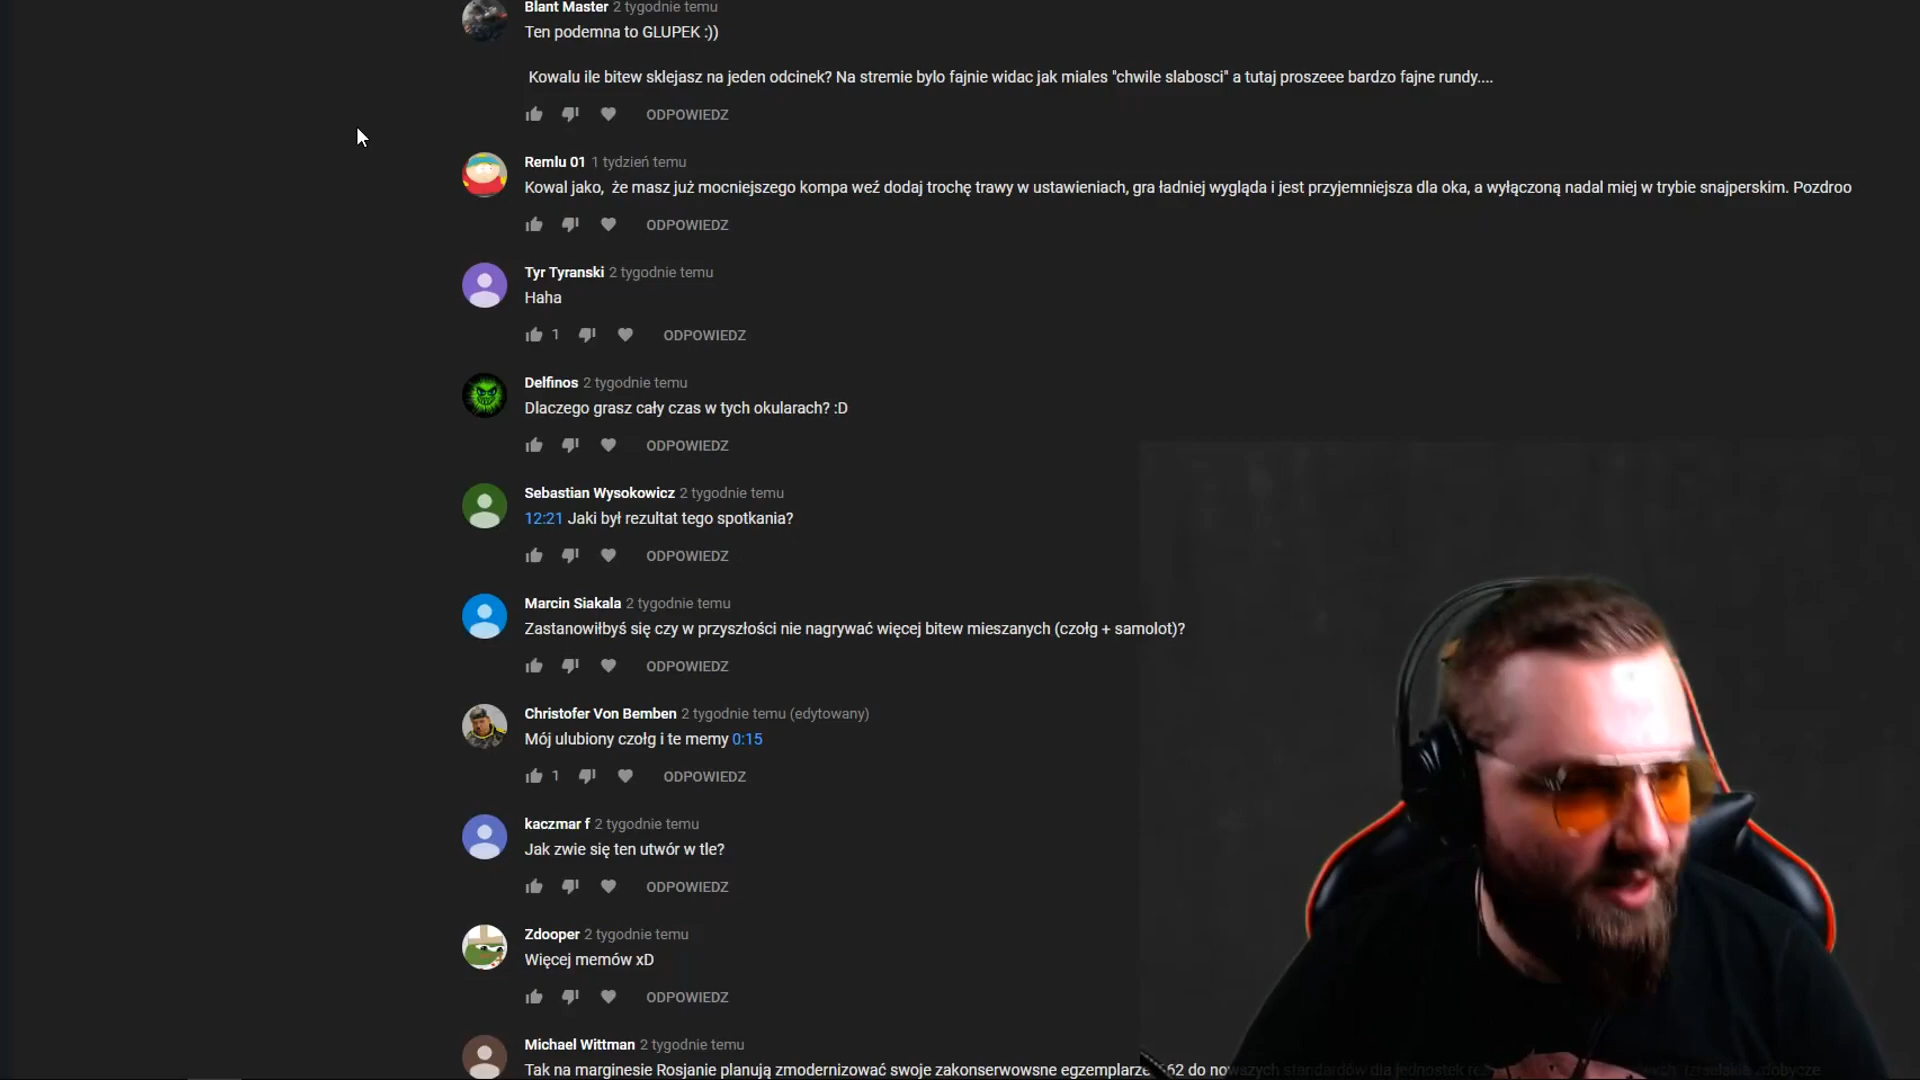 Blant Master 2 tygodnie temu
Ten podemna to GLUPEK :))
Kowalu ile bitew sklejasz na jeden odcinek? Na stremie bylo fajnie widac jak miales "chwile slabosci" a tutaj proszeee bardzo fajne rundy....
ODPOWIEDZ
Remlu 01 1 tydzień temu
Kowal jako, że masz już mocniejszego kompa weź dodaj trochę trawy w ustawieniach, gra ładniej wygląda i jest przyjemniejsza dla oka, a wyłączoną nadal miej w trybie snajperskim. Pozdroo
ODPOWIEDZ
Tyr Tyranski 2 tygodnie temu
Haha
1 ODPOWIEDZ
Delfinos 2 tygodnie temu
Dlaczego grasz cały czas w tych okularach? :D
ODPOWIEDZ
Sebastian Wysokowicz 2 tygodnie temu
12:21 Jaki był rezultat tego spotkania?
ODPOWIEDZ
Marcin Siakala 2 tygodnie temu
Zastanowiłbyś się czy w przyszłości nie nagrywać więcej bitew mieszanych (czołg + samolot)?
ODPOWIEDZ
Christofer Von Bemben 2 tygodnie temu (edytowany)
Mój ulubiony czołg i te memy 0:15
1 ODPOWIEDZ
kaczmar f 2 tygodnie temu
Jak zwie się ten utwór w tle?
ODPOWIEDZ
Zdooper 2 tygodnie temu
Więcej memów xD
ODPOWIEDZ
Michael Wittman 2 tygodnie temu
Tak na marginesie Rosjanie planują zmodernizować swoje zakonserwowsne egzemplarze 62 do nowszych standardów dla jednostek